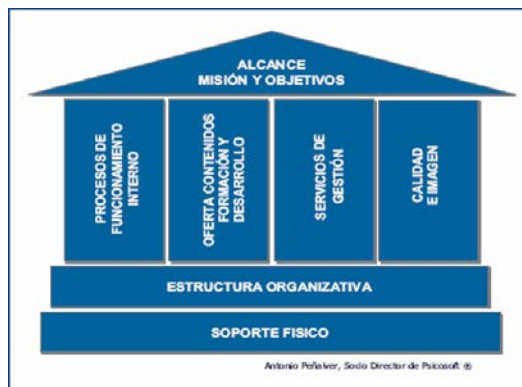 ALCANCE
MISIÓN Y OBJETIVOS
PROCESOS DE
FUNCIONAMIENTO
INTERNO
OFERTA CONTENIDOS
FORMACIÓN Y
DESARROLLO
SERVICIOS DE
GESTIÓN
CALIDAD
E IMAGEN
ESTRUCTURA ORGANIZATIVA
SOPORTE FISICO
Antonio Peñalver, Socio Director de Psicosoft ®